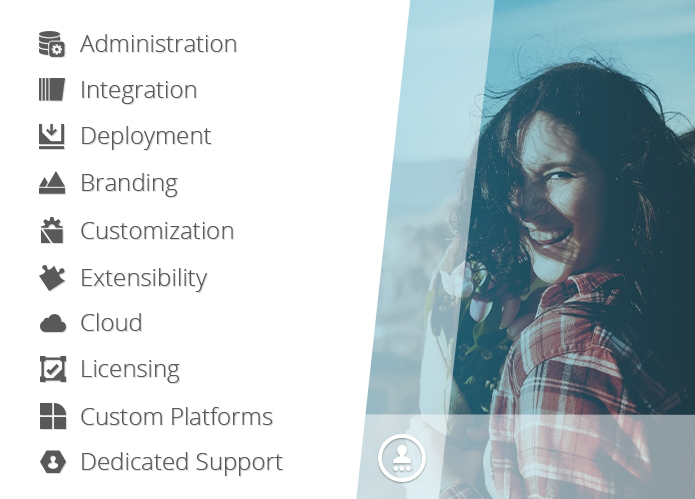 Administration
Integration
Deployment
Branding
Customization
Extensibility
Cloud
Licensing
Custom Platforms
Dedicated Support